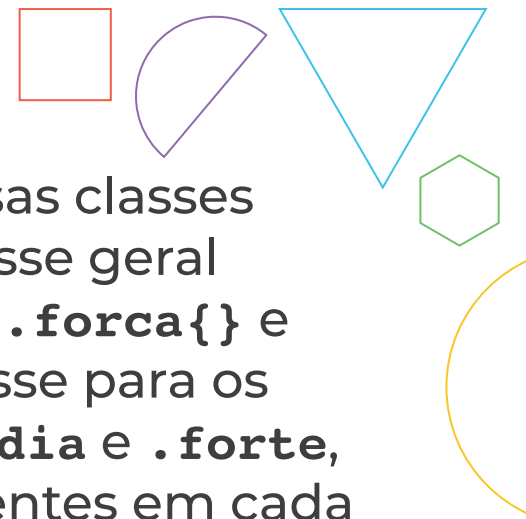 sas classes
sse geral
.forca{} e
sse para os
dia e .forte,
entes em cada